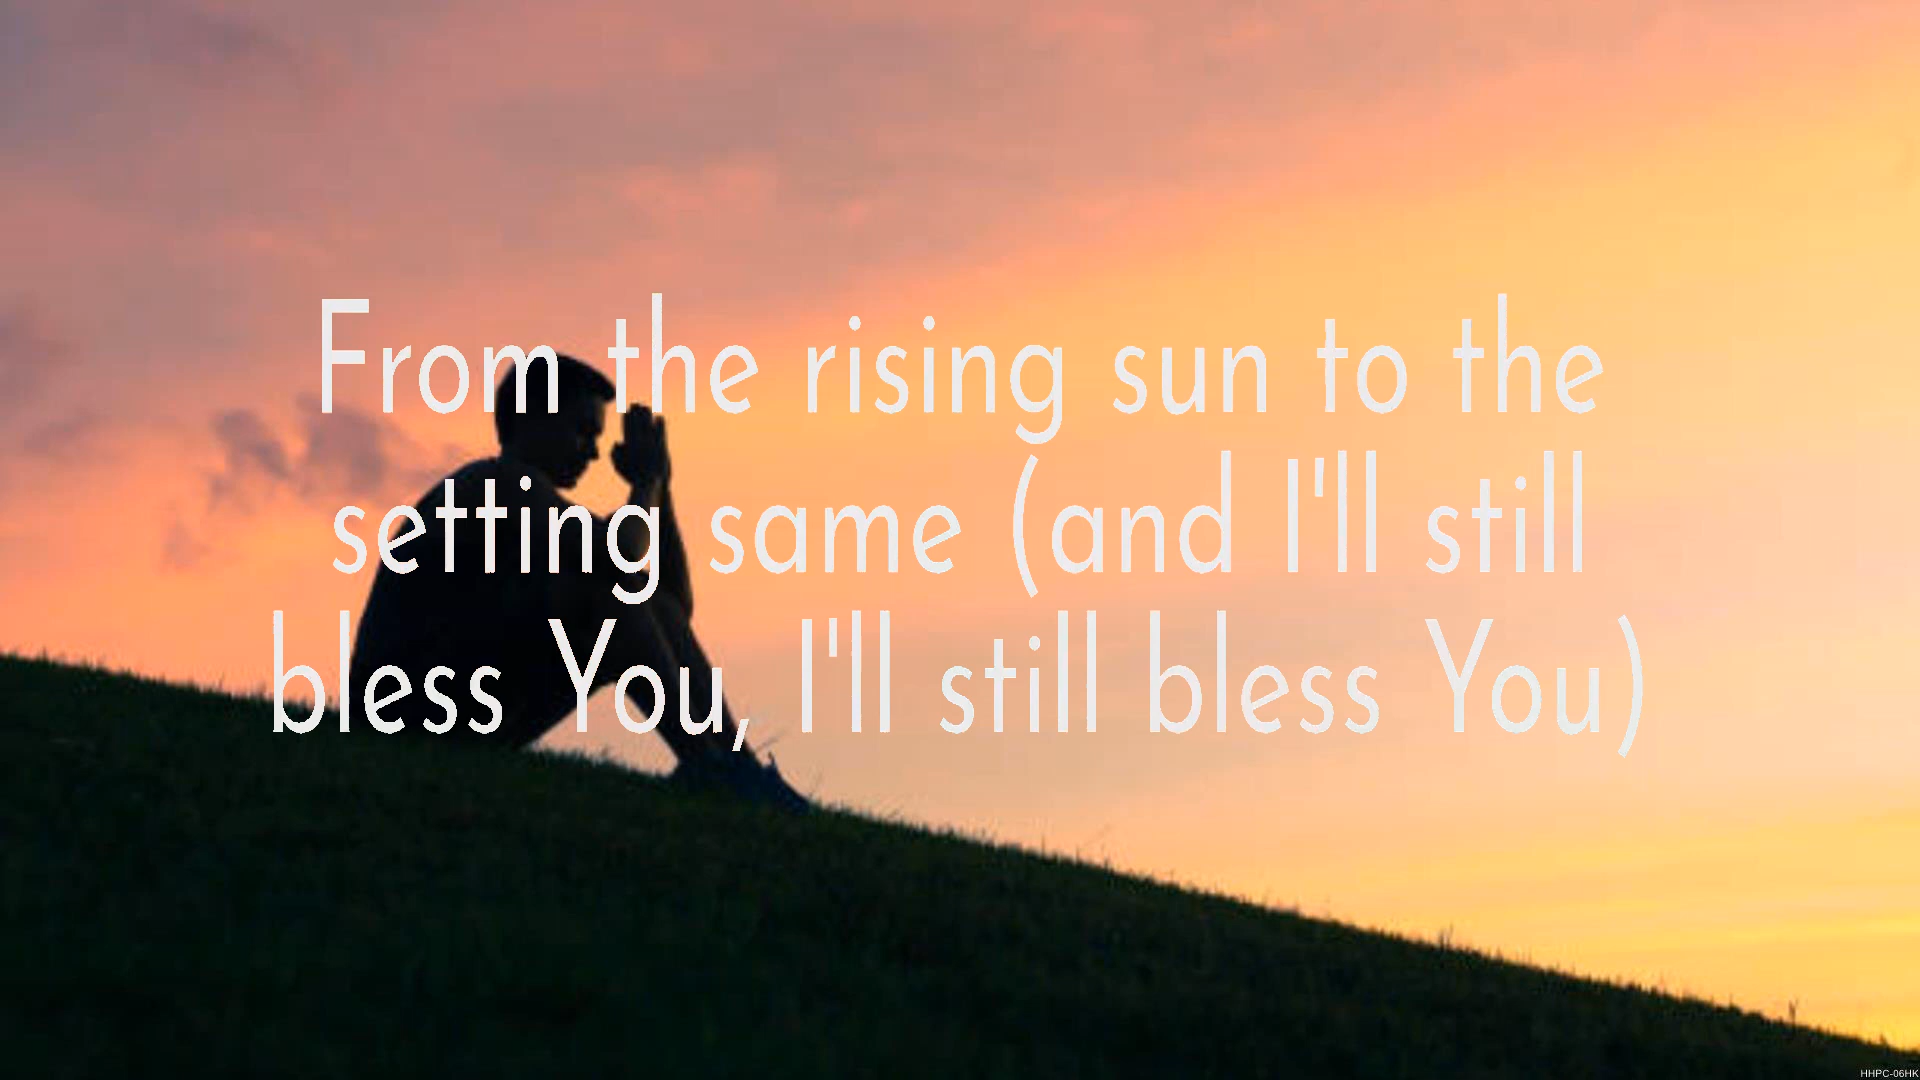 From the rising sun to the
setting same (and I'll still
bless You, I'll still bless You)
HHPC-06HK